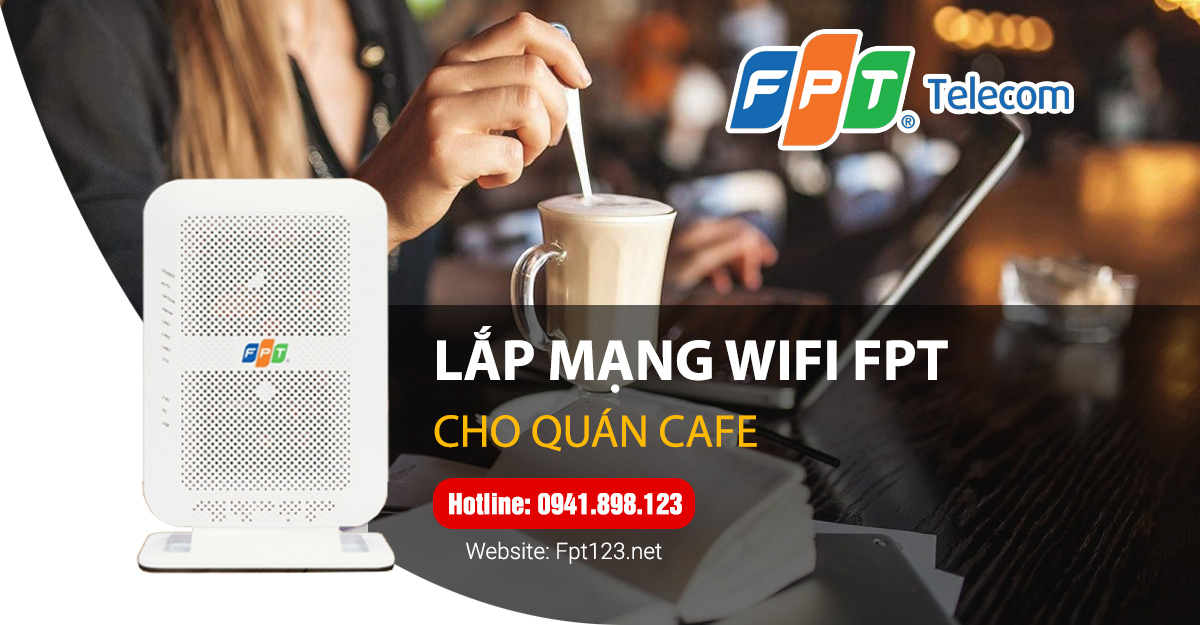 FPT® Telecom
FPT
LẮP MẠNG WIFI FPT
CHO QUÁN CAFE
Hotline: 0941.898.123
Website: Fpt123.net